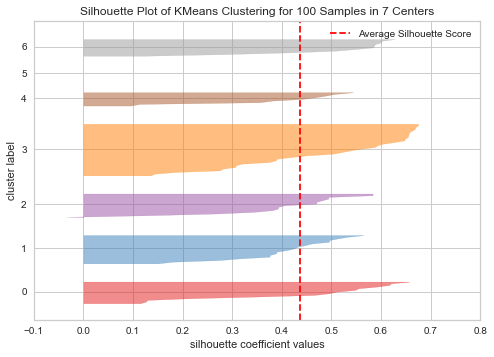 Silhouette Plot of KMeans Clustering for 100 Samples in 7 Centers
Average Silhouette Score
6
5
4
3
2
1
0
cluster label
-0.1 0.0 0.1 0.2 0.3 0.4 0.5 0.6 0.7 0.8
silhouette coefficient values